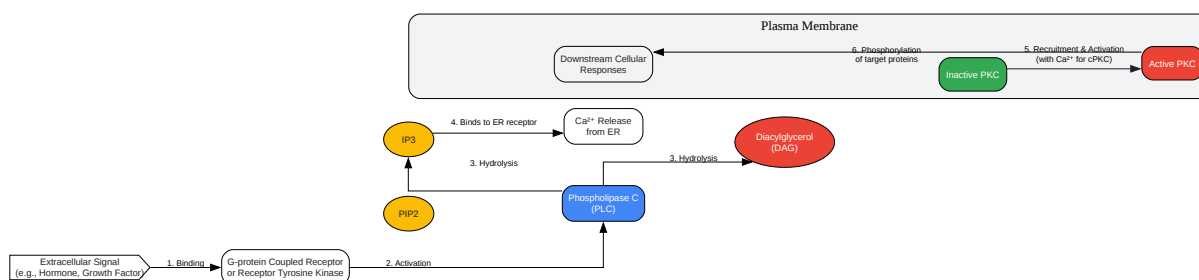 Plasma Membrane
Downstream Cellular
Responses
6. Phosphorylation
of target proteins
5. Recruitment & Activation
(with Ca²⁺ for cPKC)
Inactive PKC
Active PKC
IP3
4. Binds to ER receptor
Ca²⁺ Release
from ER
Diacylglycerol
(DAG)
3. Hydrolysis
3. Hydrolysis
PIP2
Phospholipase C
(PLC)
Extracellular Signal
(e.g., Hormone, Growth Factor)
1. Binding
G-protein Coupled Receptor
or Receptor Tyrosine Kinase
2. Activation